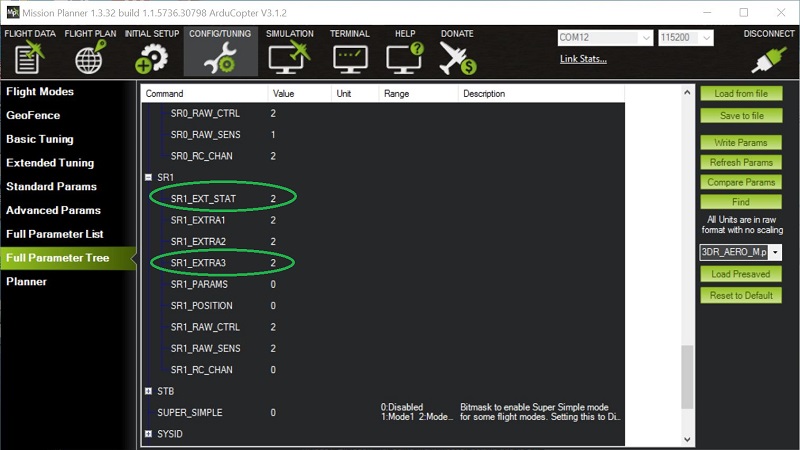 Mission Planner 1.3.32 build 1.1.5736.30798 ArduCopter V3.1.2
FLIGHT DATA FLIGHT PLAN INITIAL SETUP CONFIG/TUNING SIMULATION TERMINAL HELP DONATE COM12 115200 DISCONNECT
Link Stats...
Flight Modes
GeoFence
Basic Tuning
Extended Tuning
Standard Params
Advanced Params
Full Parameter List
Full Parameter Tree
Planner
Command Value Unit Range Description
SR0_RAW_CTRL 2
SR0_RAW_SENS 1
SR0_RC_CHAN 2
SR1
SR1_EXT_STAT 2
SR1_EXTRA1 2
SR1_EXTRA2 2
SR1_EXTRA3 2
SR1_PARAMS 0
SR1_POSITION 0
SR1_RAW_CTRL 2
SR1_RAW_SENS 2
SR1_RC_CHAN 0
STB
SUPER_SIMPLE 0 0:Disabled Bitmask to enable Super Simple mode
1:Mode1 2:Mode... for some flight modes. Setting this to Di...
SYSID
Load from file
Save to file
Write Params
Refresh Params
Compare Params
Find
All Units are in raw
format with no scaling
3DR_AERO_M.p
Load Presaved
Reset to Default